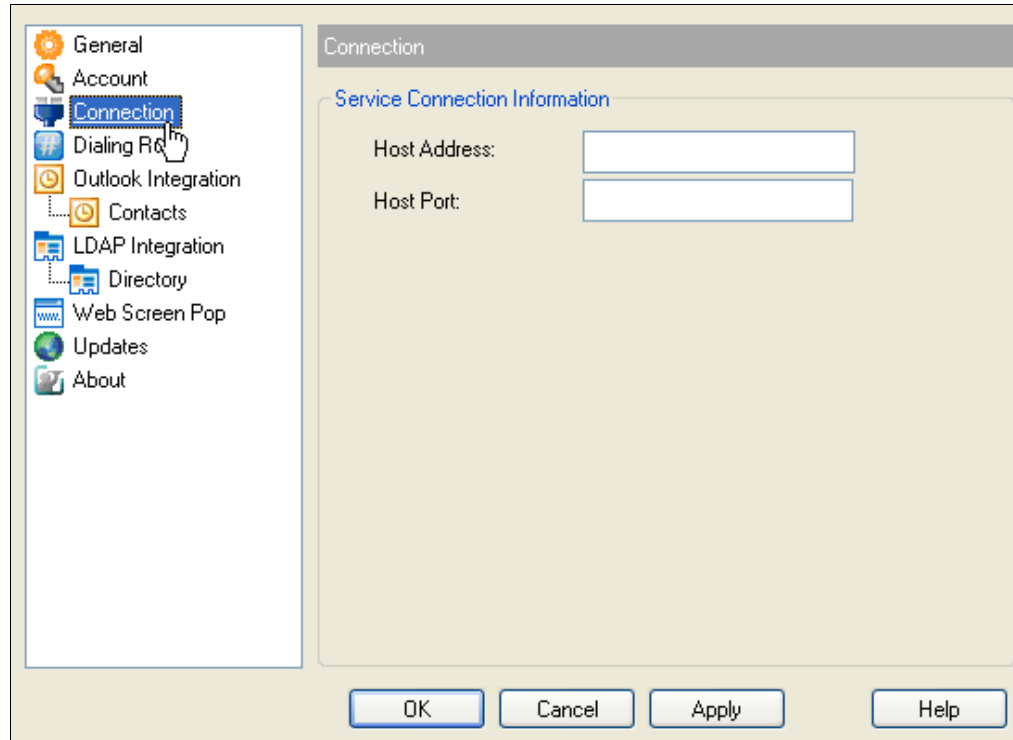 General
Account
Connection
Dialing
Outlook Integration
Contacts
LDAP Integration
Directory
Web Screen Pop
Updates
About
Connection
Service Connection Information
Host Address:
Host Port:
OK Cancel Apply Help